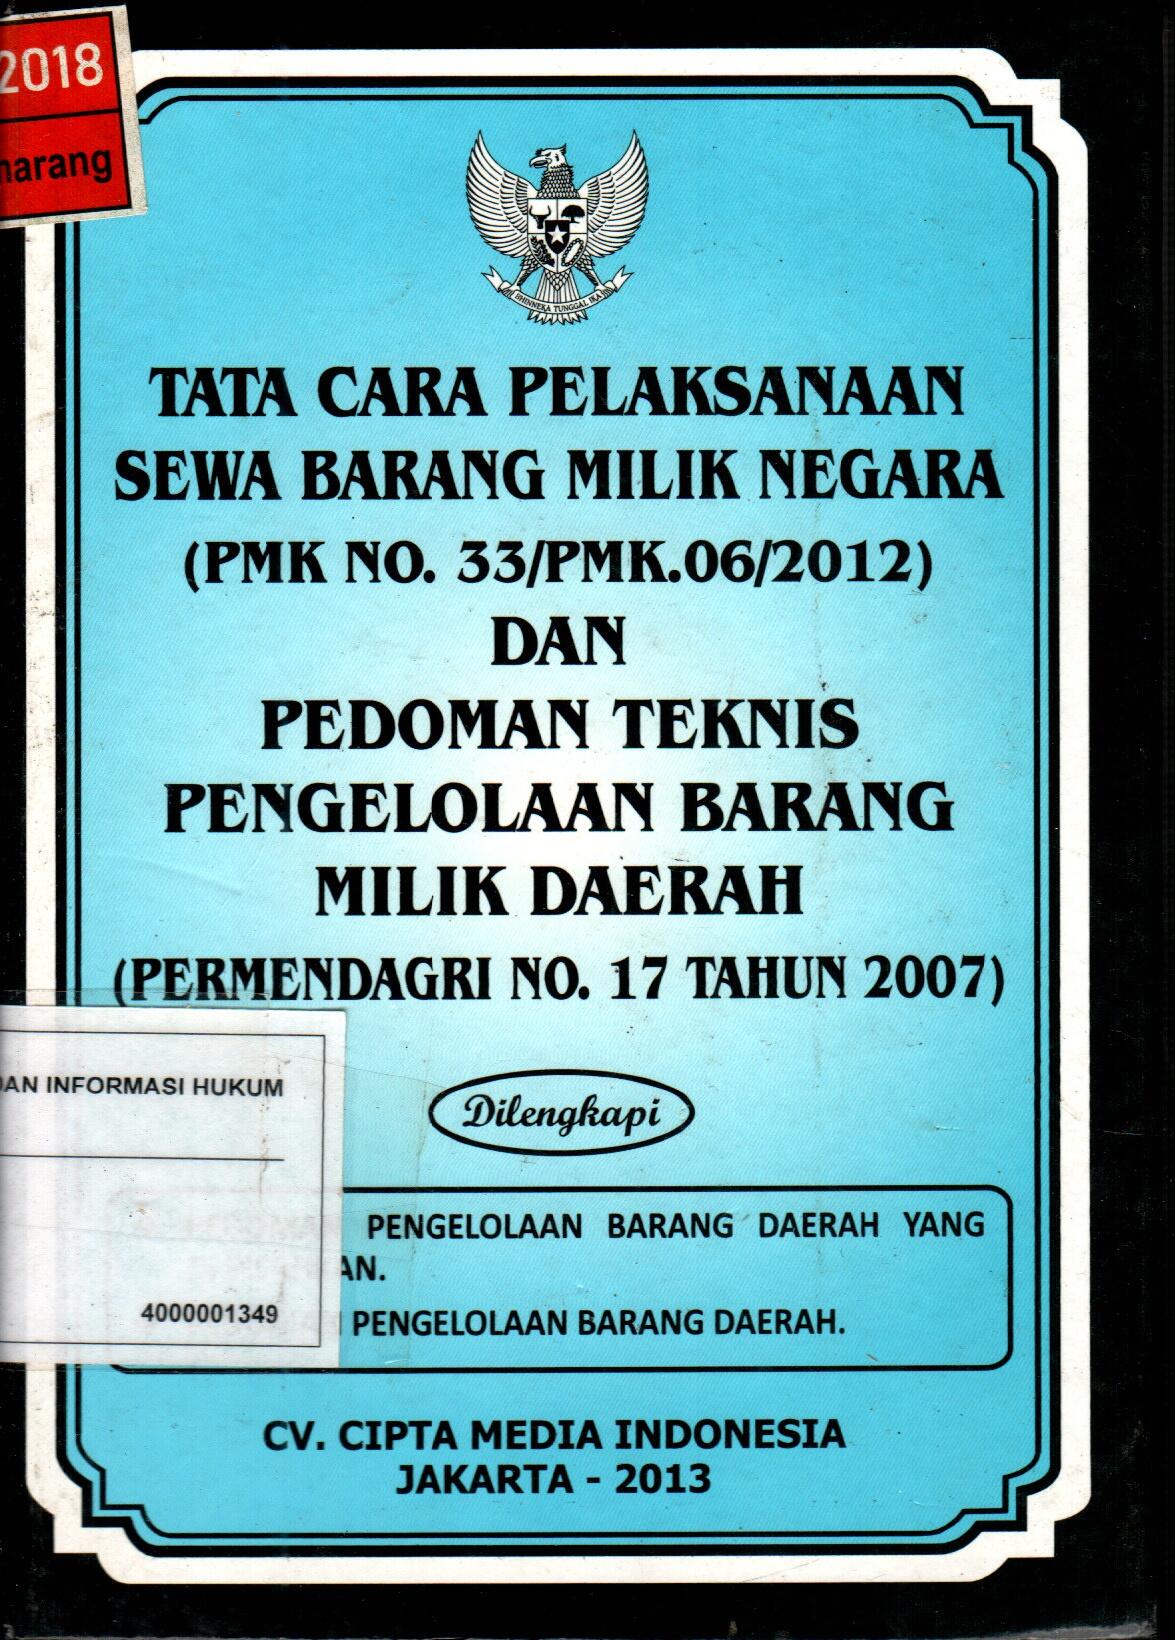 2018
TATA CARA PELAKSANAAN
SEWA BARANG MILIK NEGARA
(PMK NO. 33/PMK.06/2012)
DAN
PEDOMAN TEKNIS
PENGELOLAAN BARANG
MILIK DAERAH
(PERMENDAGRI NO. 17 TAHUN 2007)
BHINNEKA TUNGGAL IKA
DAN INFORMASI HUKUM
4000001349
Dilengkapi
PENGELOLAAN BARANG DAERAH YANG
PENGELOLAAN BARANG DAERAH.
CV. CIPTA MEDIA INDONESIA
JAKARTA - 2013